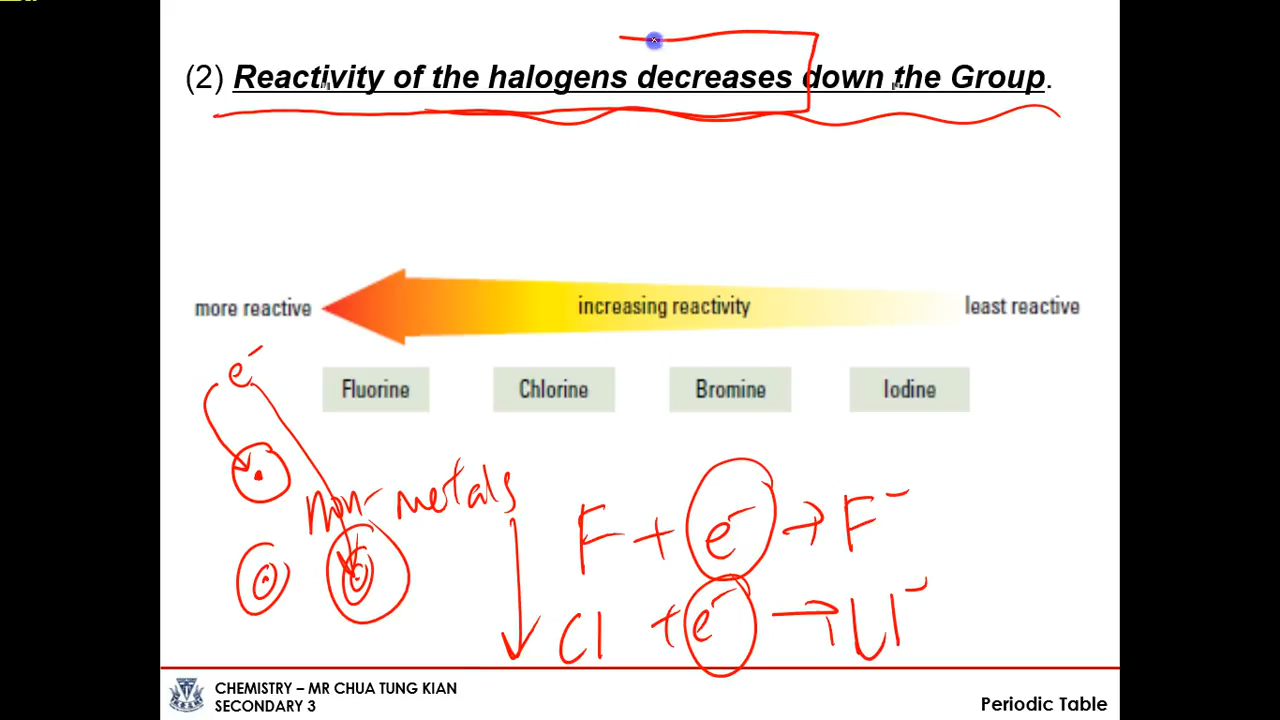 (2) Reactivity of the halogens decreases down the Group.
more reactive
increasing reactivity
least reactive
e⁻
Fluorine
Chlorine
Bromine
Iodine
non-metals
F + e⁻ → F⁻
Cl + e⁻ → Cl⁻
CHEMISTRY – MR CHUA TUNG KIAN
SECONDARY 3
Periodic Table